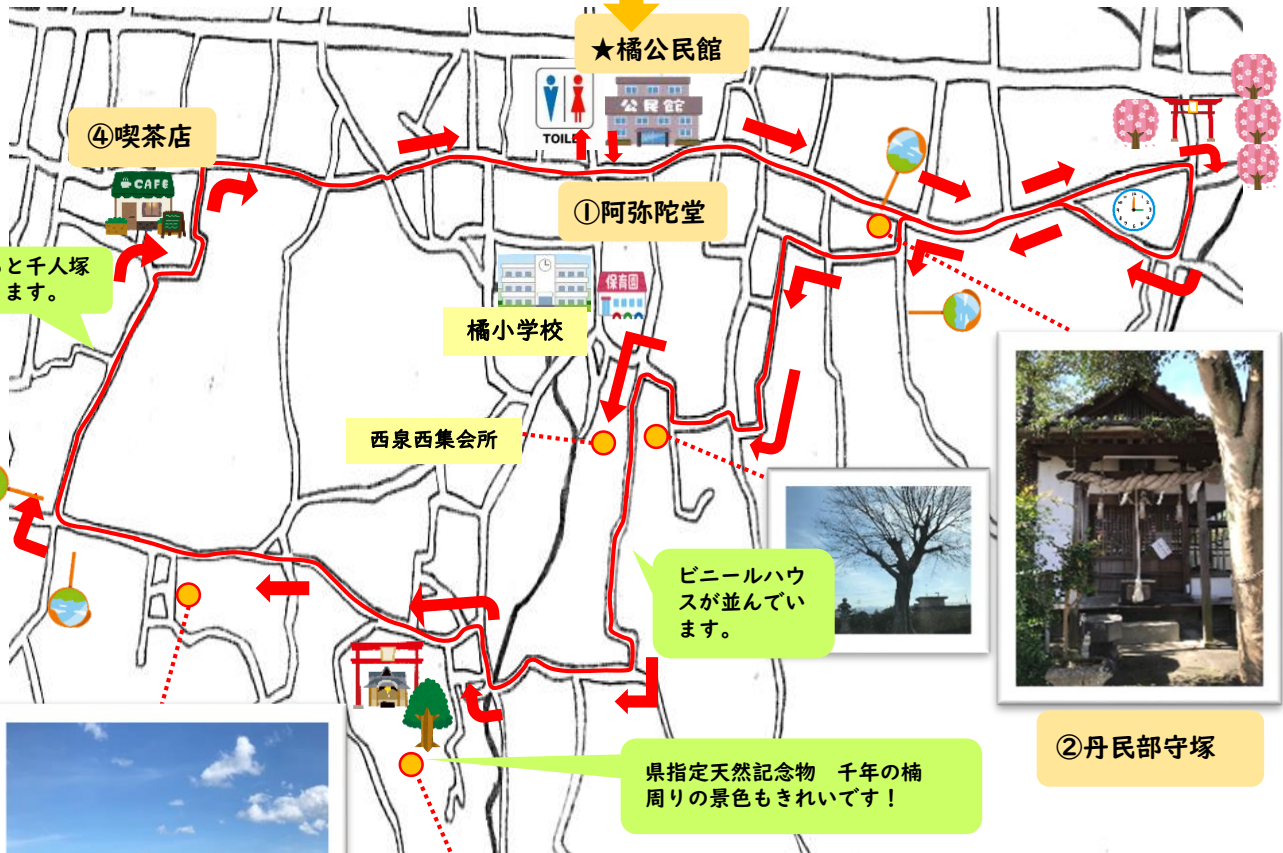 ★橘公民館
TOIL
公民館
④喫茶店
CAFE
①阿弥陀堂
と千人塚
ます。
保育園
橘小学校
西泉西集会所
ビニールハウ
スが並んでい
ます。
②丹民部守塚
県指定天然記念物　千年の楠
周りの景色もきれいです！